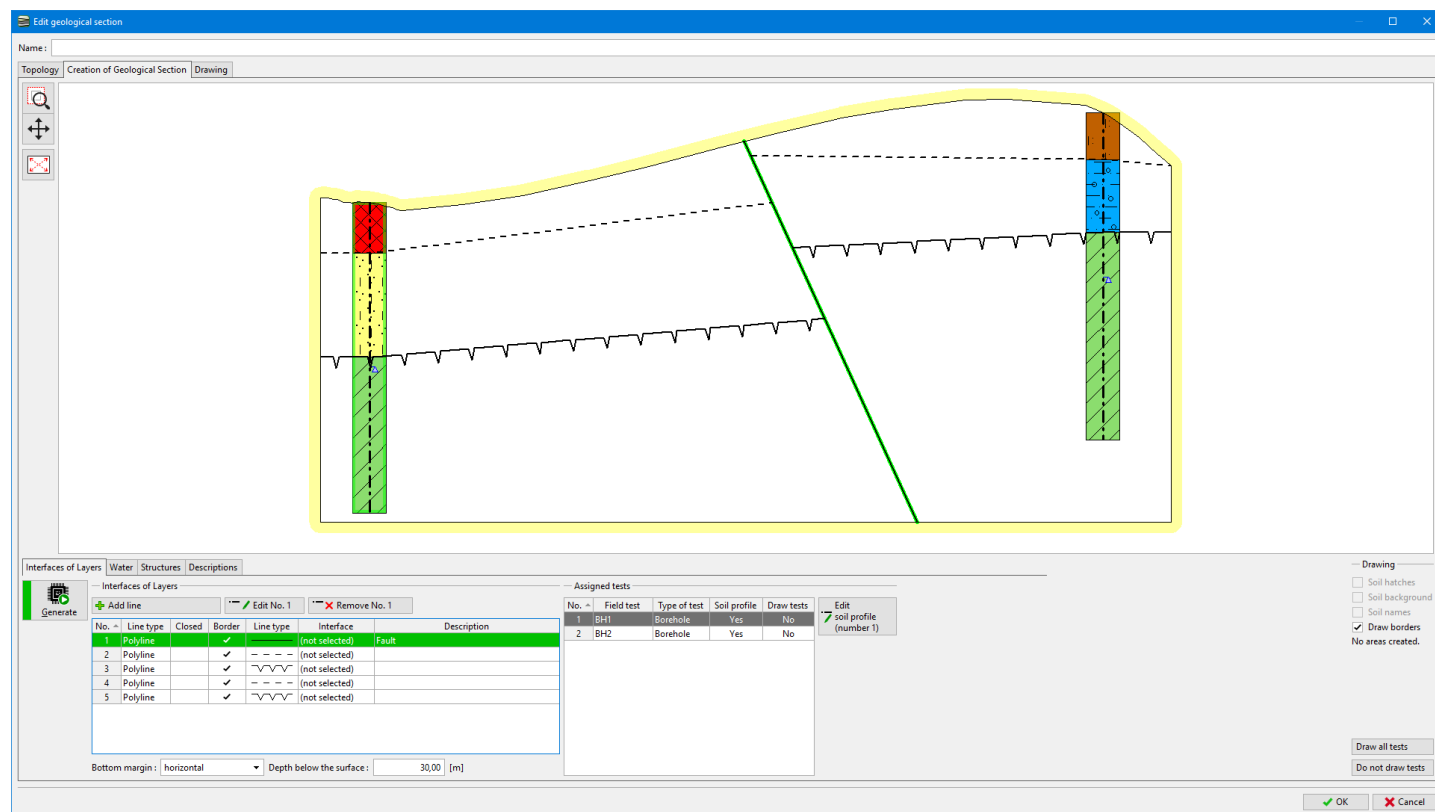 Edit geological section
Name :
Topology Creation of Geological Section Drawing
Interfaces of Layers Water Structures Descriptions
Generate
Interfaces of Layers
Add line Edit No. 1 Remove No. 1
No. Line type Closed Border Line type Interface Description
1 Polyline (not selected) Fault
2 Polyline (not selected)
3 Polyline (not selected)
4 Polyline (not selected)
5 Polyline (not selected)
Bottom margin : horizontal Depth below the surface : 30,00 [m]
Assigned tests
No. Field test Type of test Soil profile Draw tests
1 BH1 Borehole Yes No
2 BH2 Borehole Yes No
Edit
soil profile
(number 1)
Drawing
Soil hatches
Soil background
Soil names
Draw borders
No areas created.
Draw all tests
Do not draw tests
OK Cancel